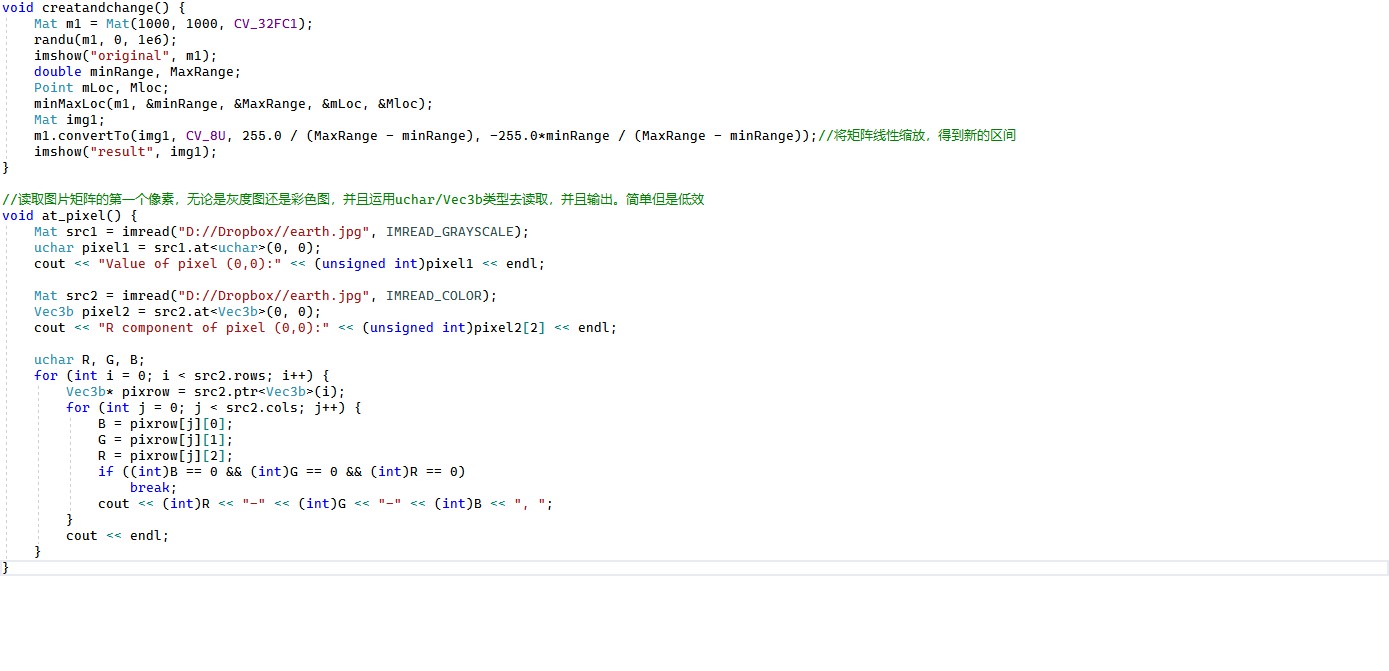 void creatandchange() {
    Mat m1 = Mat(1000, 1000, CV_32FC1);
    randu(m1, 0, 1e6);
    imshow("original", m1);
    double minRange, MaxRange;
    Point mLoc, Mloc;
    minMaxLoc(m1, &minRange, &MaxRange, &mLoc, &Mloc);
    Mat img1;
    m1.convertTo(img1, CV_8U, 255.0 / (MaxRange - minRange), -255.0*minRange / (MaxRange - minRange));//将矩阵线性缩放，得到新的区间
    imshow("result", img1);
}
//读取图片矩阵的第一个像素，无论是灰度图还是彩色图，并且运用uchar/Vec3b类型去读取，并且输出。简单但是低效
void at_pixel() {
    Mat src1 = imread("D://Dropbox//earth.jpg", IMREAD_GRAYSCALE);
    uchar pixel1 = src1.at<uchar>(0, 0);
    cout << "Value of pixel (0,0):" << (unsigned int)pixel1 << endl;
    Mat src2 = imread("D://Dropbox//earth.jpg", IMREAD_COLOR);
    Vec3b pixel2 = src2.at<Vec3b>(0, 0);
    cout << "R component of pixel (0,0):" << (unsigned int)pixel2[2] << endl;
    uchar R, G, B;
    for (int i = 0; i < src2.rows; i++) {
        Vec3b* pixrow = src2.ptr<Vec3b>(i);
        for (int j = 0; j < src2.cols; j++) {
            B = pixrow[j][0];
            G = pixrow[j][1];
            R = pixrow[j][2];
            if ((int)B == 0 && (int)G == 0 && (int)R == 0)
                break;
            cout << (int)R << "-" << (int)G << "-" << (int)B << ", ";
        }
        cout << endl;
    }
}